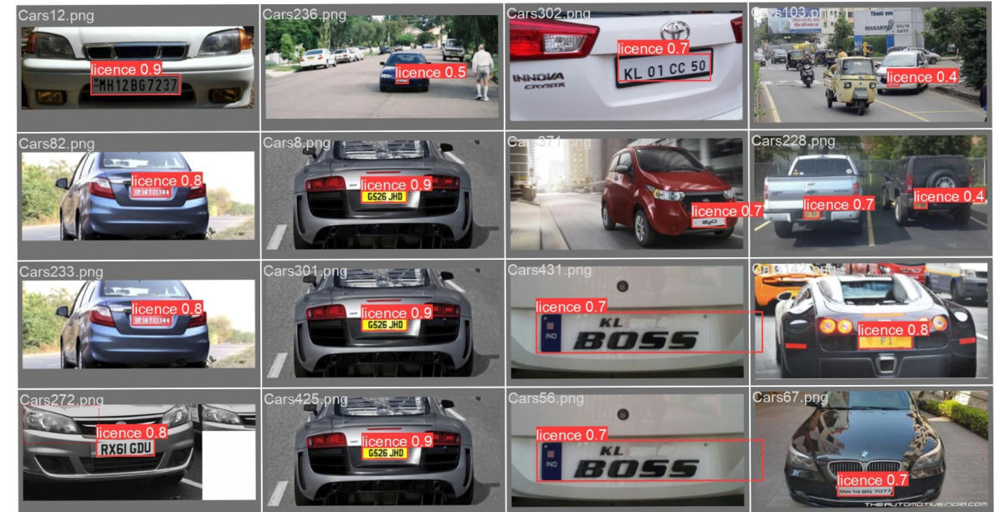 Cars12.png
licence 0.9
MH12BG7237
Cars236.png
licence 0.5
Cars302.png
licence 0.7
KL 01 CC 50
INNOVA
CRYSTA
Cars103.png
Thank you
SOUTH
GATE
licence 0.4
Cars82.png
licence 0.8
Cars8.png
licence 0.9
G526 JHD
Cars371.png
licence 0.7
Cars228.png
licence 0.7
licence 0.4
Cars233.png
licence 0.8
Cars301.png
licence 0.9
G526 JHD
Cars431.png
licence 0.7
IND
KL
BOSS
Cars142.png
licence 0.8
F1
Cars272.png
licence 0.8
RX61 GDU
Cars425.png
licence 0.9
G526 JHD
Cars56.png
licence 0.7
IND
KL
BOSS
Cars67.png
licence 0.7
MH 14 BN 7077
THEAUTOMOTIVEINDIA.COM